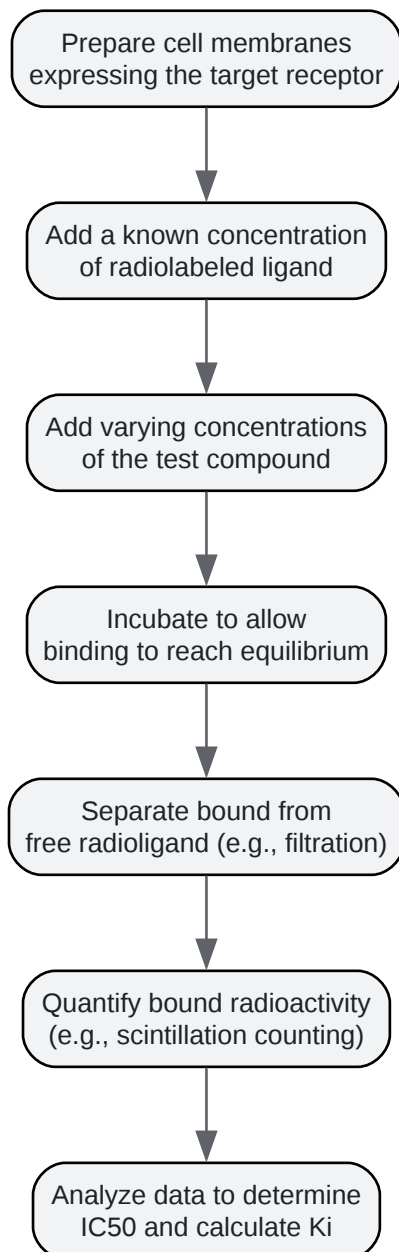 Prepare cell membranes
expressing the target receptor
Add a known concentration
of radiolabeled ligand
Add varying concentrations
of the test compound
Incubate to allow
binding to reach equilibrium
Separate bound from
free radioligand (e.g., filtration)
Quantify bound radioactivity
(e.g., scintillation counting)
Analyze data to determine
IC50 and calculate Ki